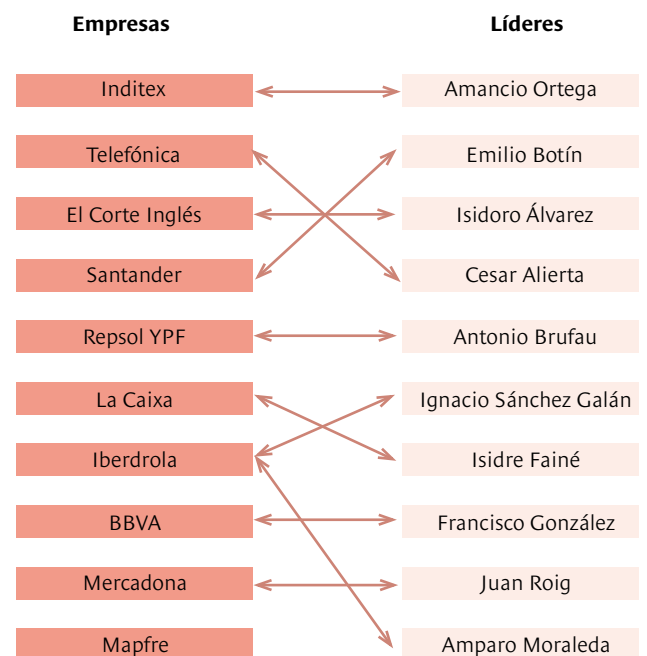 Empresas Líderes
Inditex Amancio Ortega
Telefónica Emilio Botín
El Corte Inglés Isidoro Álvarez
Santander Cesar Alierta
Repsol YPF Antonio Brufau
La Caixa Ignacio Sánchez Galán
Iberdrola Isidre Fainé
BBVA Francisco González
Mercadona Juan Roig
Mapfre Amparo Moraleda